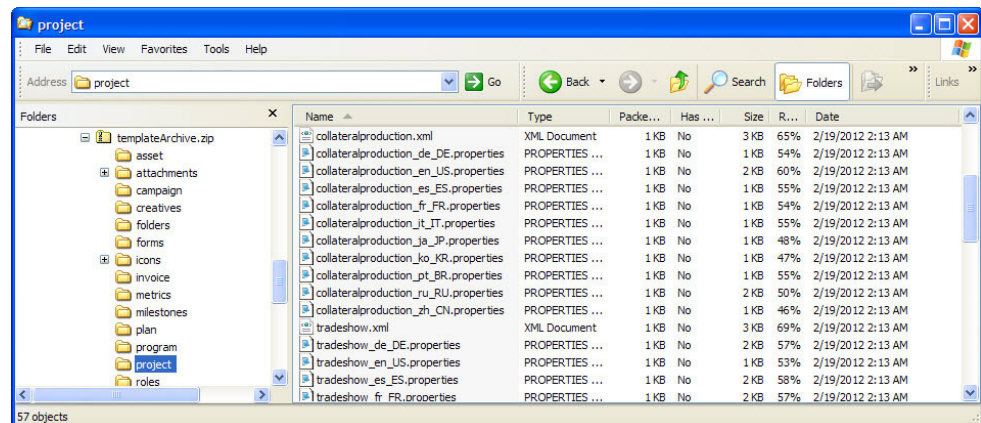 project
File Edit View Favorites Tools Help
Address project Go Back Search Folders » Links »
Folders × Name Type Packe... Has ... Size R... Date
templateArchive.zip
asset
attachments
campaign
creatives
folders
forms
icons
invoice
metrics
milestones
plan
program
project
roles
collateralproduction.xml XML Document 1 KB No 3 KB 65% 2/19/2012 2:13 AM
collateralproduction_de_DE.properties PROPERTIES ... 1 KB No 1 KB 54% 2/19/2012 2:13 AM
collateralproduction_en_US.properties PROPERTIES ... 1 KB No 2 KB 60% 2/19/2012 2:13 AM
collateralproduction_es_ES.properties PROPERTIES ... 1 KB No 1 KB 55% 2/19/2012 2:13 AM
collateralproduction_fr_FR.properties PROPERTIES ... 1 KB No 1 KB 54% 2/19/2012 2:13 AM
collateralproduction_it_IT.properties PROPERTIES ... 1 KB No 1 KB 55% 2/19/2012 2:13 AM
collateralproduction_ja_JP.properties PROPERTIES ... 1 KB No 1 KB 48% 2/19/2012 2:13 AM
collateralproduction_ko_KR.properties PROPERTIES ... 1 KB No 1 KB 47% 2/19/2012 2:13 AM
collateralproduction_pt_BR.properties PROPERTIES ... 1 KB No 1 KB 55% 2/19/2012 2:13 AM
collateralproduction_ru_RU.properties PROPERTIES ... 1 KB No 2 KB 50% 2/19/2012 2:13 AM
collateralproduction_zh_CN.properties PROPERTIES ... 1 KB No 1 KB 46% 2/19/2012 2:13 AM
tradeshow.xml XML Document 1 KB No 3 KB 69% 2/19/2012 2:13 AM
tradeshow_de_DE.properties PROPERTIES ... 1 KB No 2 KB 57% 2/19/2012 2:13 AM
tradeshow_en_US.properties PROPERTIES ... 1 KB No 1 KB 53% 2/19/2012 2:13 AM
tradeshow_es_ES.properties PROPERTIES ... 1 KB No 2 KB 58% 2/19/2012 2:13 AM
tradeshow_fr_FR.properties PROPERTIES ... 1 KB No 2 KB 57% 2/19/2012 2:13 AM
57 objects